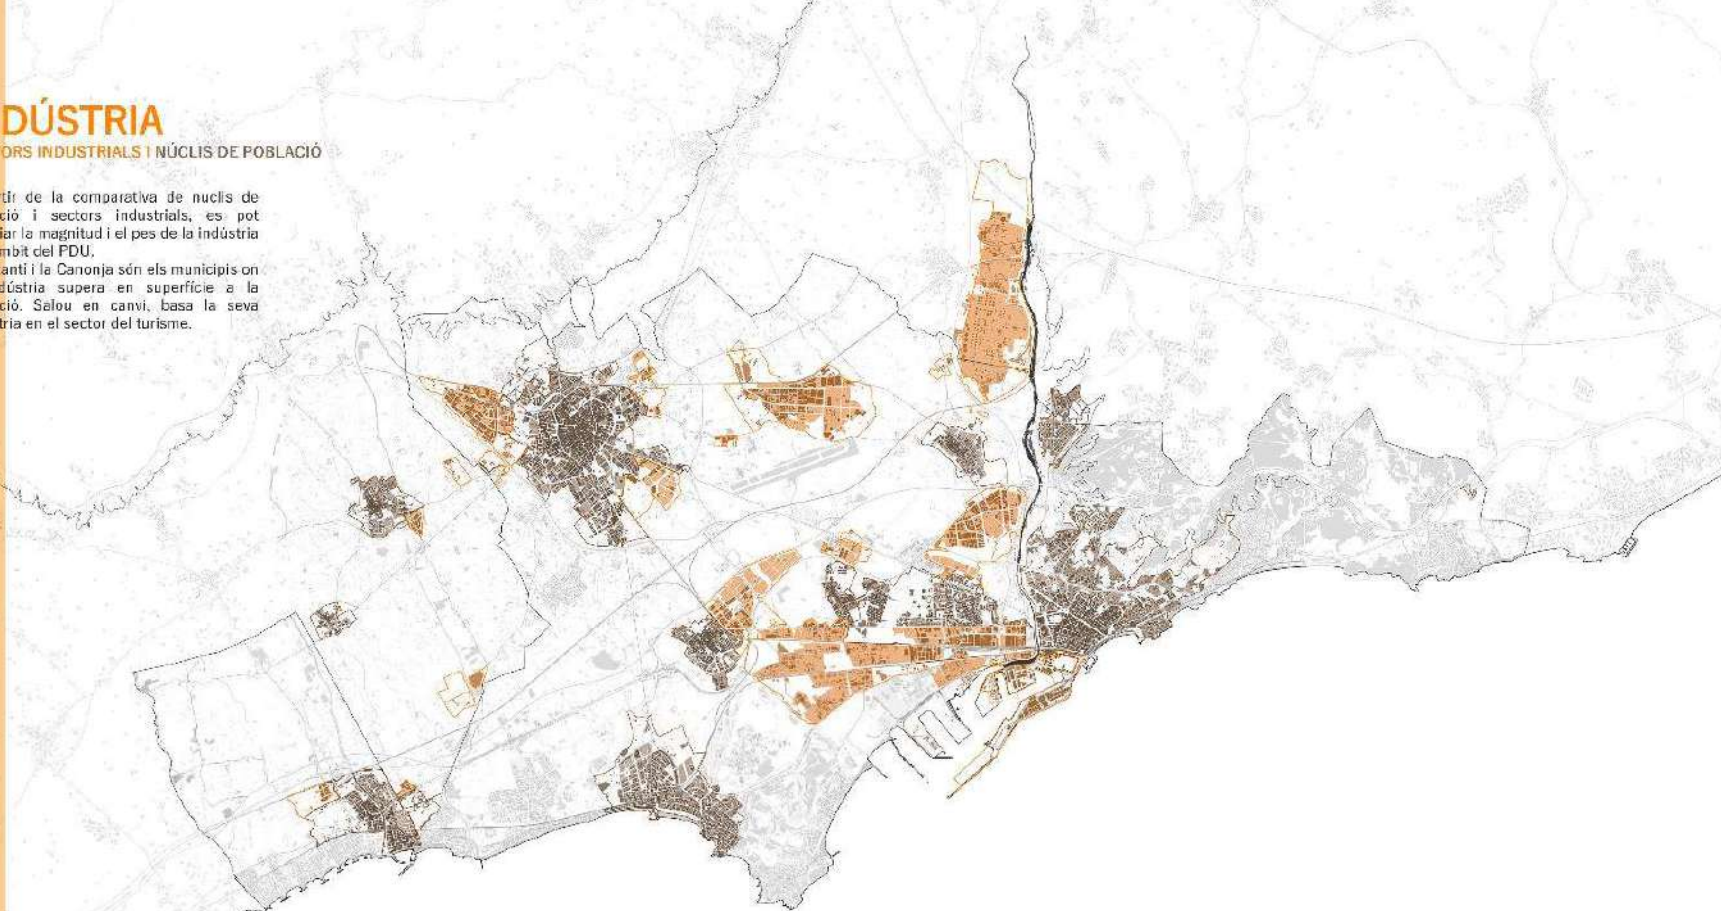 DÚSTRIA
ORS INDUSTRIALS I NÚCLIS DE POBLACIÓ
tir de la comparativa de nuclis de
ció i sectors industrials, es pot
iar la magnitud i el pes de la indústria
mbit del PDU.
antí i la Canonja són els municipis on
dústria supera en superfície a la
ció. Salou en canvi, basa la seva
tria en el sector del turisme.